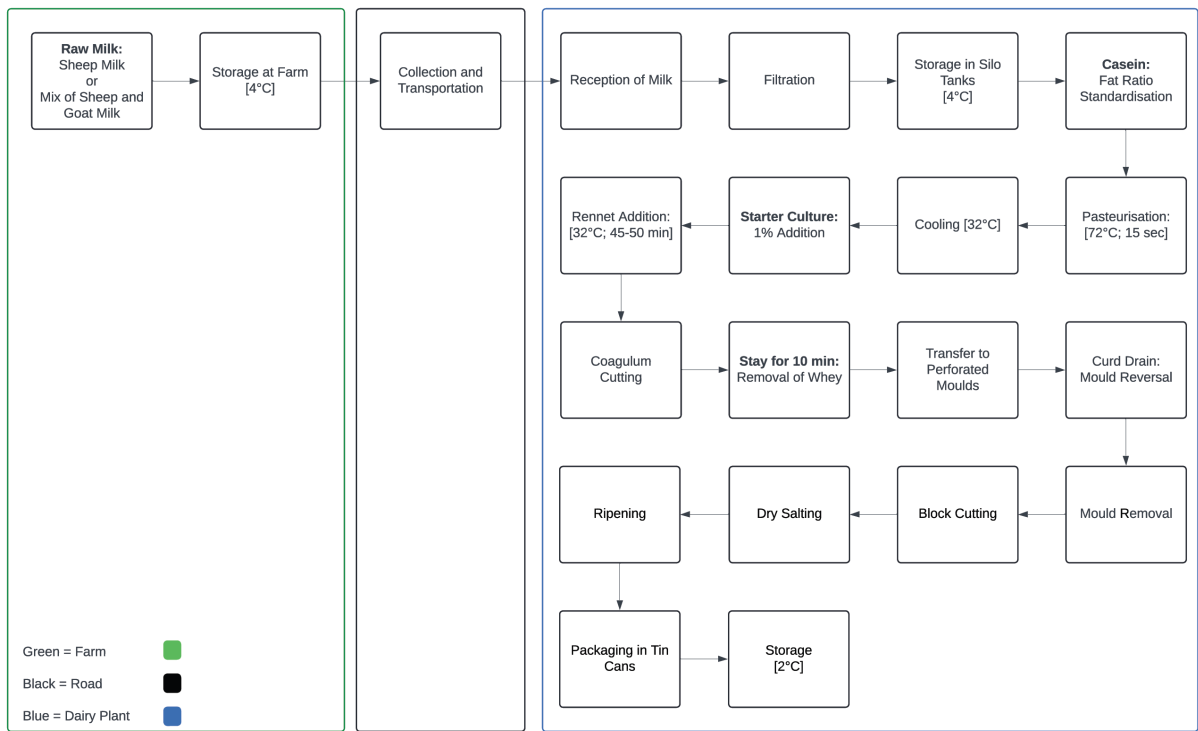 Raw Milk:
Sheep Milk
or
Mix of Sheep and
Goat Milk
Storage at Farm
[4°C]
Collection and
Transportation
Reception of Milk
Filtration
Storage in Silo
Tanks
[4°C]
Casein:
Fat Ratio
Standardisation
Pasteurisation:
[72°C; 15 sec]
Cooling [32°C]
Starter Culture:
1% Addition
Rennet Addition:
[32°C; 45-50 min]
Coagulum
Cutting
Stay for 10 min:
Removal of Whey
Transfer to
Perforated
Moulds
Curd Drain:
Mould Reversal
Mould Removal
Block Cutting
Dry Salting
Ripening
Packaging in Tin
Cans
Storage
[2°C]
Green = Farm
Black = Road
Blue = Dairy Plant